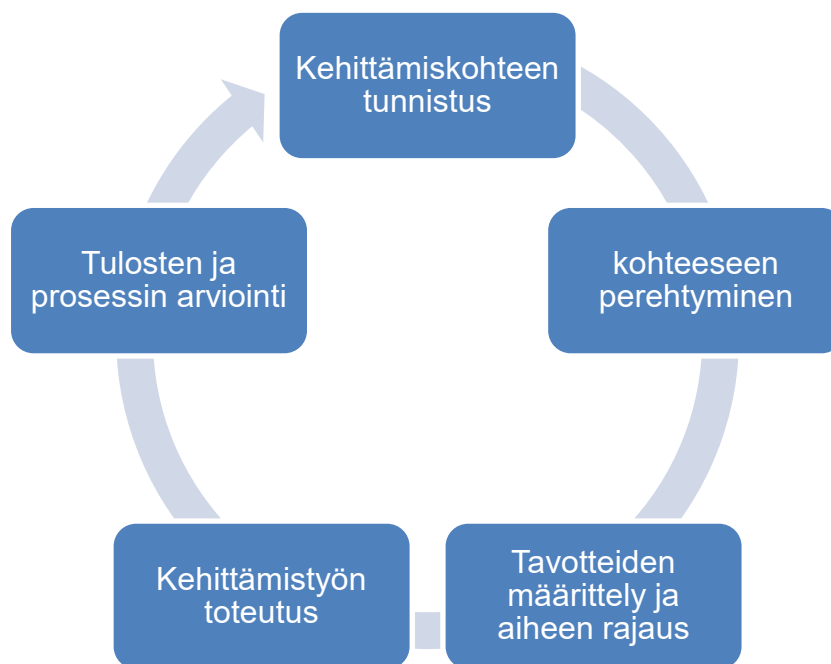 Kehittämiskohteen
tunnistus
kohteeseen
perehtyminen
Tavotteiden
määrittely ja
aiheen rajaus
Kehittämistyön
toteutus
Tulosten ja
prosessin arviointi